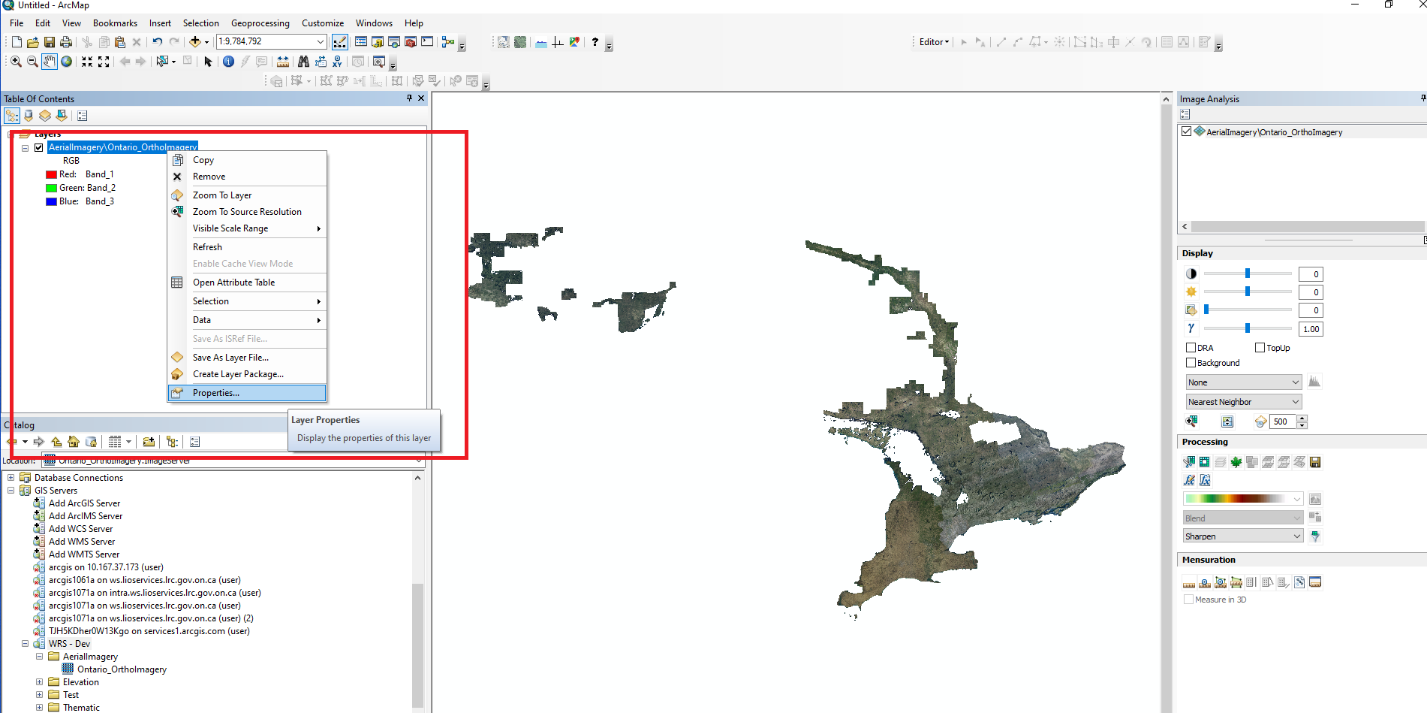 Untitled - ArcMap
File Edit View Bookmarks Insert Selection Geoprocessing Customize Windows Help
1:9,784,792
Editor
Table Of Contents
Layers
AerialImagery\Ontario_OrthoImagery
RGB
Red: Band_1
Green: Band_2
Blue: Band_3
Copy
Remove
Zoom To Layer
Zoom To Source Resolution
Visible Scale Range
Refresh
Enable Cache View Mode
Open Attribute Table
Selection
Data
Save As ISRef File...
Save As Layer File...
Create Layer Package...
Properties...
Layer Properties
Display the properties of this layer
Catalog
Location: Ontario_OrthoImagery.ImageServer
Database Connections
GIS Servers
Add ArcGIS Server
Add ArcIMS Server
Add WCS Server
Add WMS Server
Add WMTS Server
arcgis on 10.167.37.173 (user)
arcgis1061a on ws.lioservices.lrc.gov.on.ca (user)
arcgis1071a on intra.ws.lioservices.lrc.gov.on.ca (user)
arcgis1071a on ws.lioservices.lrc.gov.on.ca (user)
arcgis1071a on ws.lioservices.lrc.gov.on.ca (user) (2)
TJH5KDher0W13Kgo on services1.arcgis.com (user)
WRS - Dev
AerialImagery
Ontario_OrthoImagery
Elevation
Test
Thematic
Image Analysis
AerialImagery\Ontario_OrthoImagery
Display
0
0
0
γ 1.00
DRA TopUp
Background
None
Nearest Neighbor
500
Processing
Blend
Sharpen
Mensuration
Measure in 3D